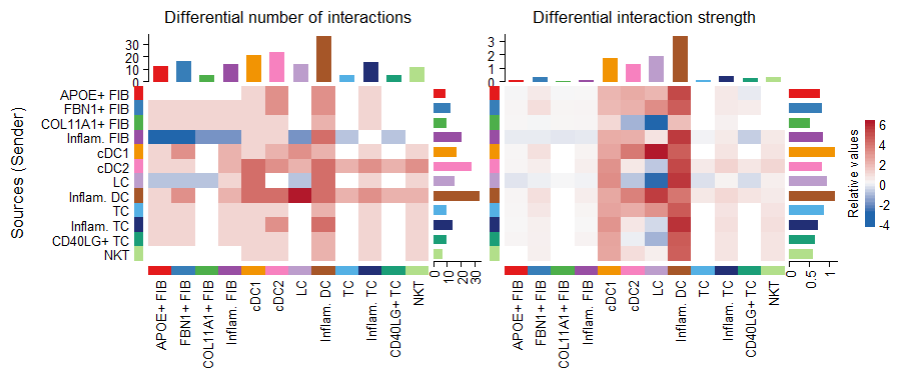 Differential number of interactions
Differential interaction strength
30
20
10
0
3
2
1
0
Sources (Sender)
APOE+ FIB
FBN1+ FIB
COL11A1+ FIB
Inflam. FIB
cDC1
cDC2
LC
Inflam. DC
TC
Inflam. TC
CD40LG+ TC
NKT
0
10
20
30
0
0.5
1
Relative values
6
4
2
0
-2
-4
APOE+ FIB
FBN1+ FIB
COL11A1+ FIB
Inflam. FIB
cDC1
cDC2
LC
Inflam. DC
TC
Inflam. TC
CD40LG+ TC
NKT
APOE+ FIB
FBN1+ FIB
COL11A1+ FIB
Inflam. FIB
cDC1
cDC2
LC
Inflam. DC
TC
Inflam. TC
CD40LG+ TC
NKT